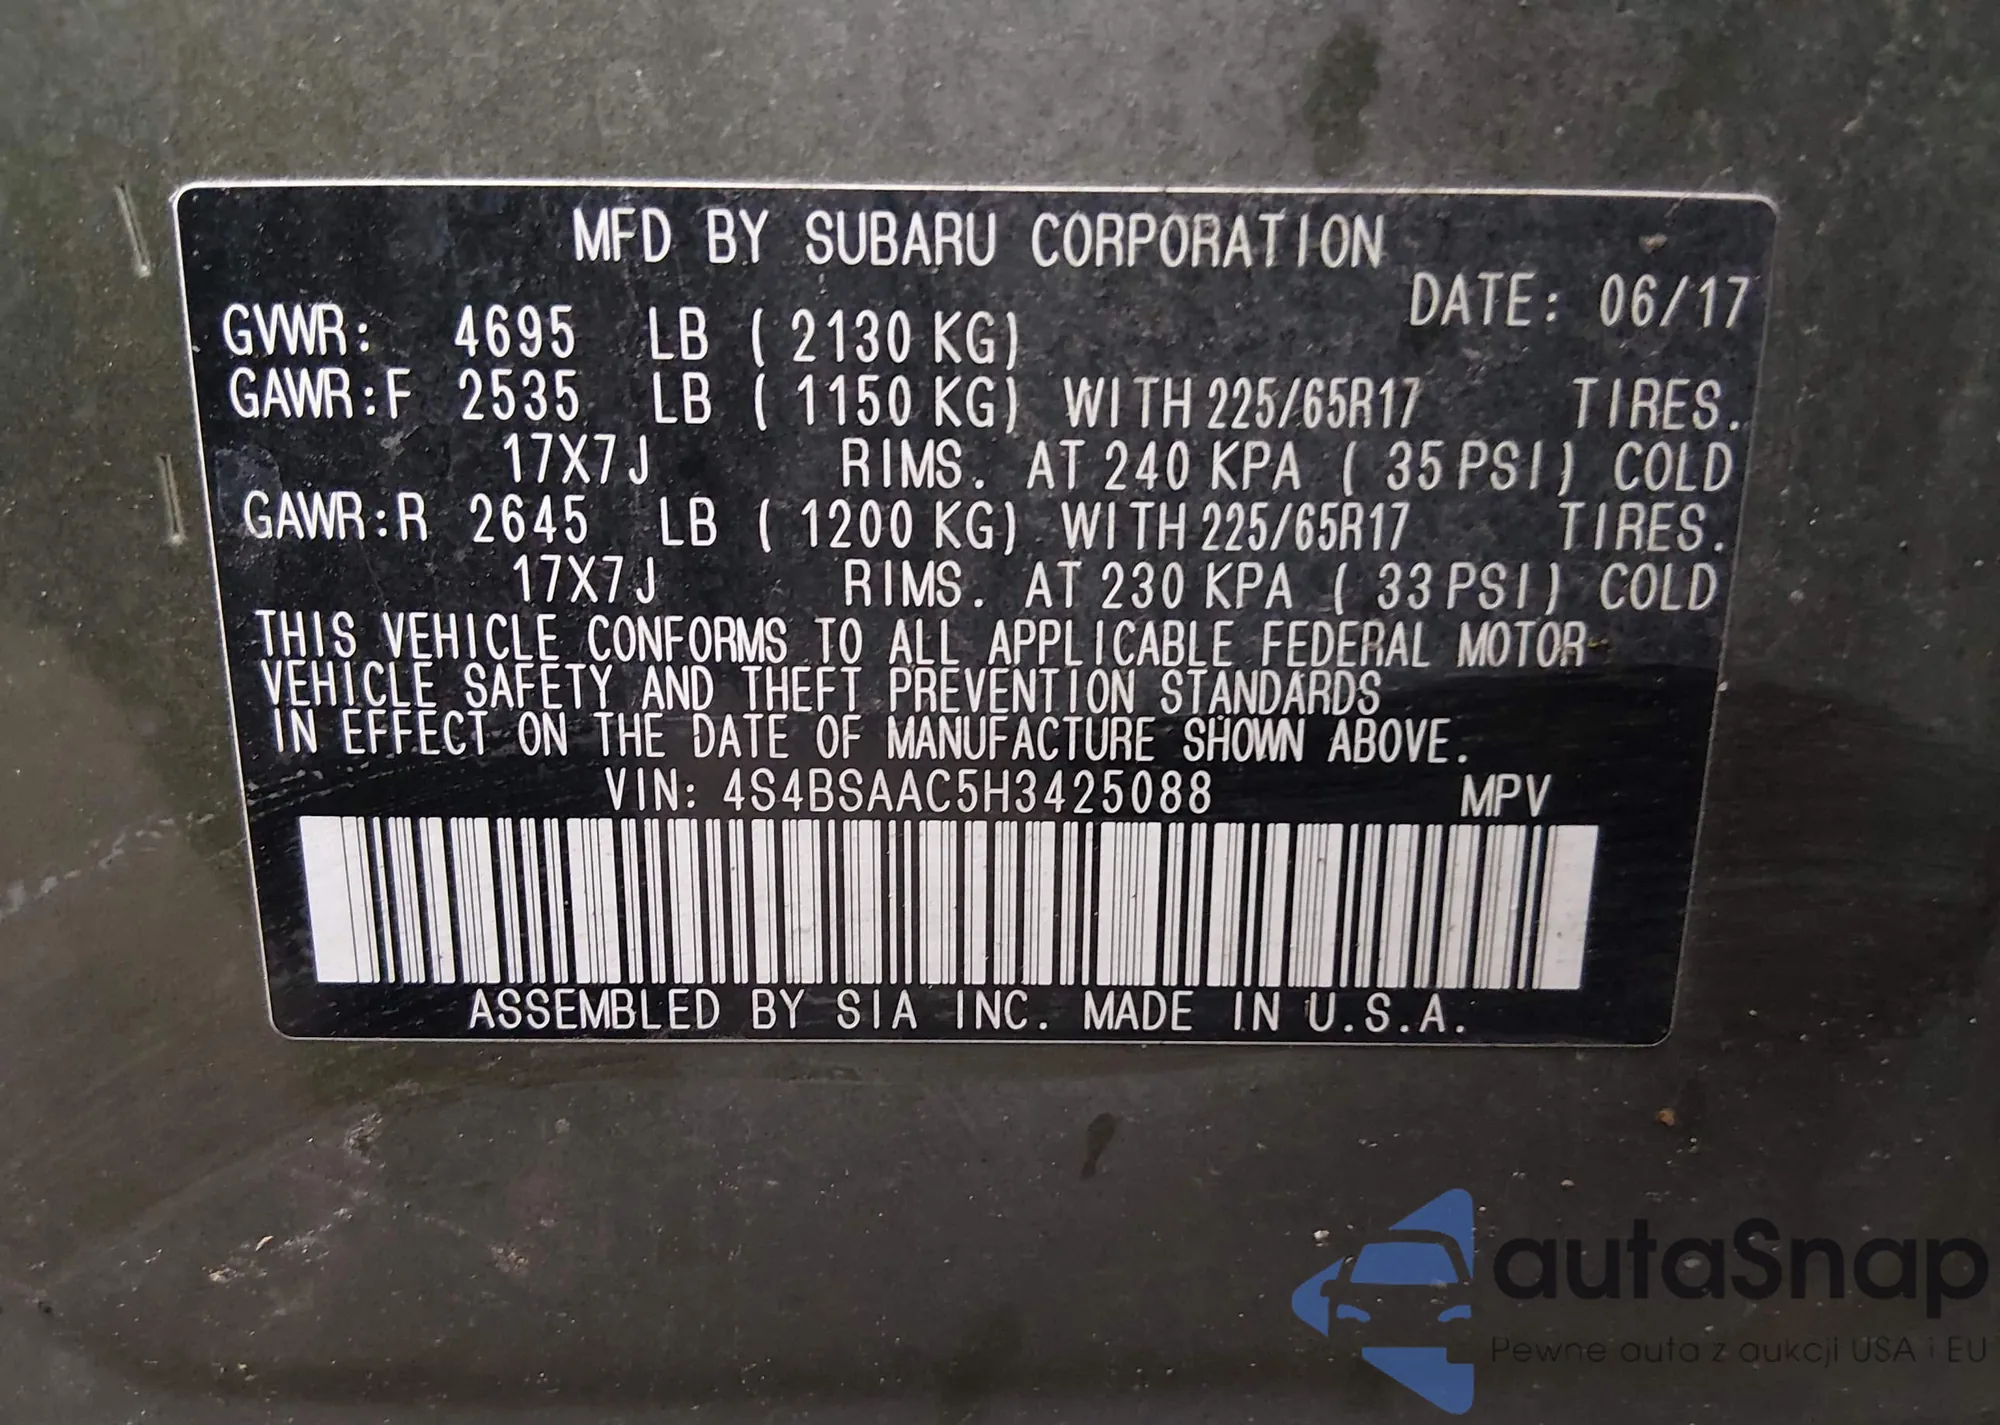 MFD BY SUBARU CORPORATION
DATE: 06/17
GVWR: 4695 LB ( 2130 KG)
GAWR:F 2535 LB ( 1150 KG) WITH 225/65R17 TIRES.
17X7J RIMS. AT 240 KPA ( 35 PSI) COLD
GAWR:R 2645 LB ( 1200 KG) WITH 225/65R17 TIRES.
17X7J RIMS. AT 230 KPA ( 33 PSI) COLD
THIS VEHICLE CONFORMS TO ALL APPLICABLE FEDERAL MOTOR
VEHICLE SAFETY AND THEFT PREVENTION STANDARDS
IN EFFECT ON THE DATE OF MANUFACTURE SHOWN ABOVE.
VIN: 4S4BSAAC5H3425088 MPV
ASSEMBLED BY SIA INC. MADE IN U.S.A.
autaSnap
Pewne auta z aukcji USA i EU